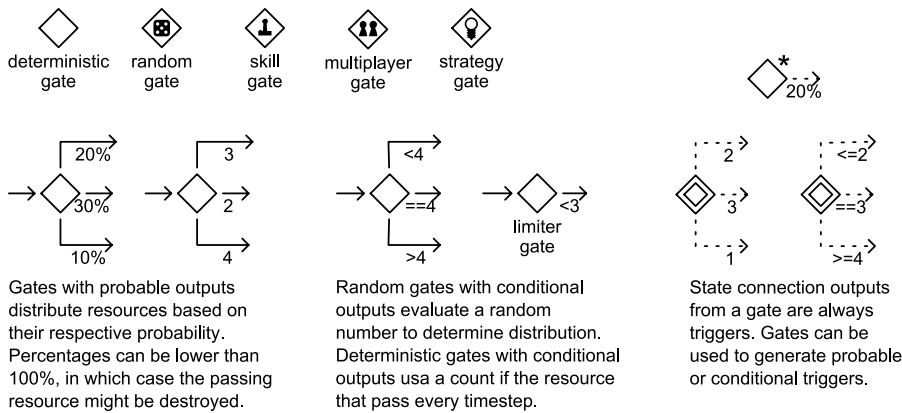 deterministic
gate
random
gate
skill
gate
multiplayer
gate
strategy
gate
*
20%
20%
30%
10%
3
2
4
<4
==4
>4
<3
limiter
gate
2
3
1
<=2
==3
>=4
Gates with probable outputs
distribute resources based on
their respective probability.
Percentages can be lower than
100%, in which case the passing
resource might be destroyed.
Random gates with conditional
outputs evaluate a random
number to determine distribution.
Deterministic gates with conditional
outputs usa a count if the resource
that pass every timestep.
State connection outputs
from a gate are always
triggers. Gates can be
used to generate probable
or conditional triggers.